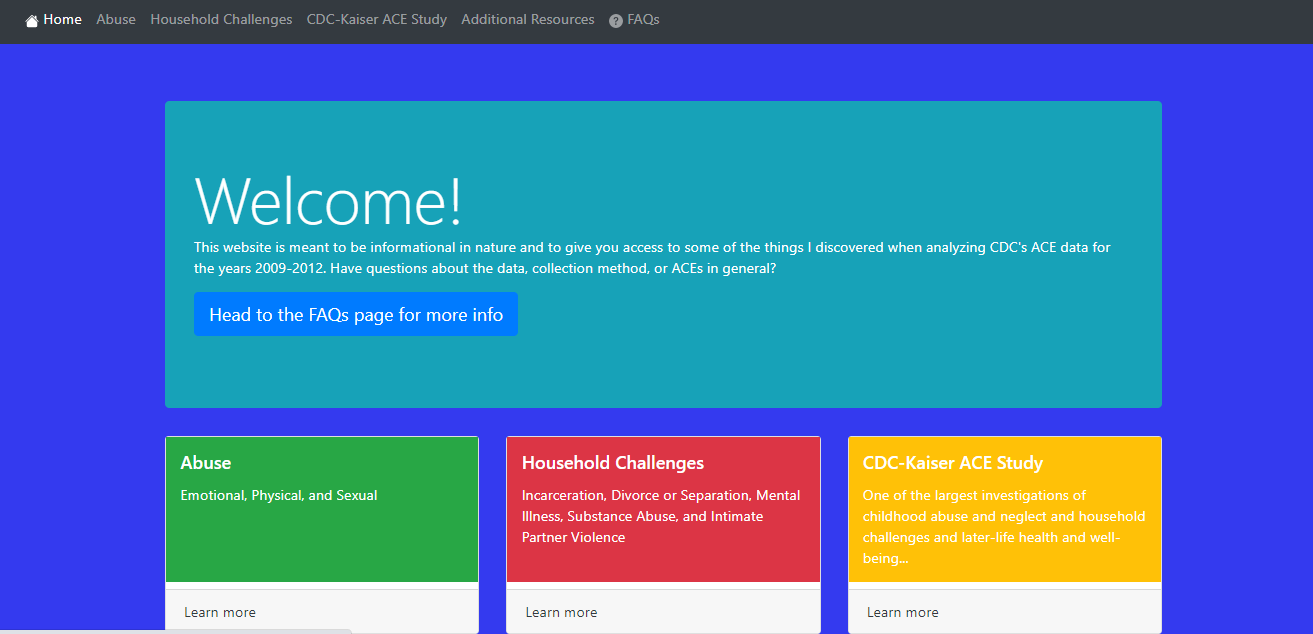 Home Abuse Household Challenges CDC-Kaiser ACE Study Additional Resources ? FAQs
Welcome!
This website is meant to be informational in nature and to give you access to some of the things I discovered when analyzing CDC's ACE data for
the years 2009-2012. Have questions about the data, collection method, or ACEs in general?
Head to the FAQs page for more info
Abuse
Emotional, Physical, and Sexual
Learn more
Household Challenges
Incarceration, Divorce or Separation, Mental
Illness, Substance Abuse, and Intimate
Partner Violence
Learn more
CDC-Kaiser ACE Study
One of the largest investigations of
childhood abuse and neglect and household
challenges and later-life health and well-
being...
Learn more